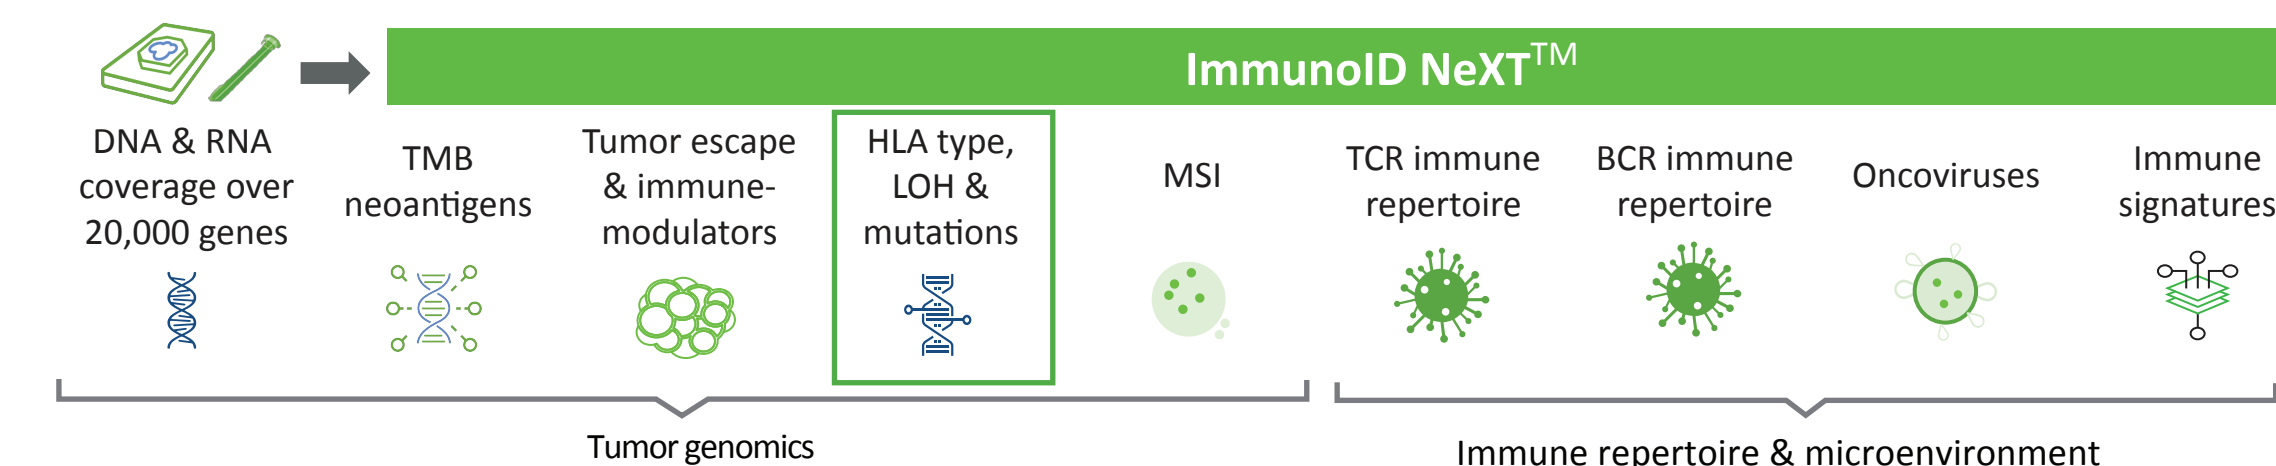 ImmunoID NeXT™
DNA & RNA
coverage over
20,000 genes
TMB
neoantigens
Tumor escape
& immune-
modulators
HLA type,
LOH &
mutations
MSI
TCR immune
repertoire
BCR immune
repertoire
Oncoviruses
Immune
signatures
Tumor genomics
Immune repertoire & microenvironment